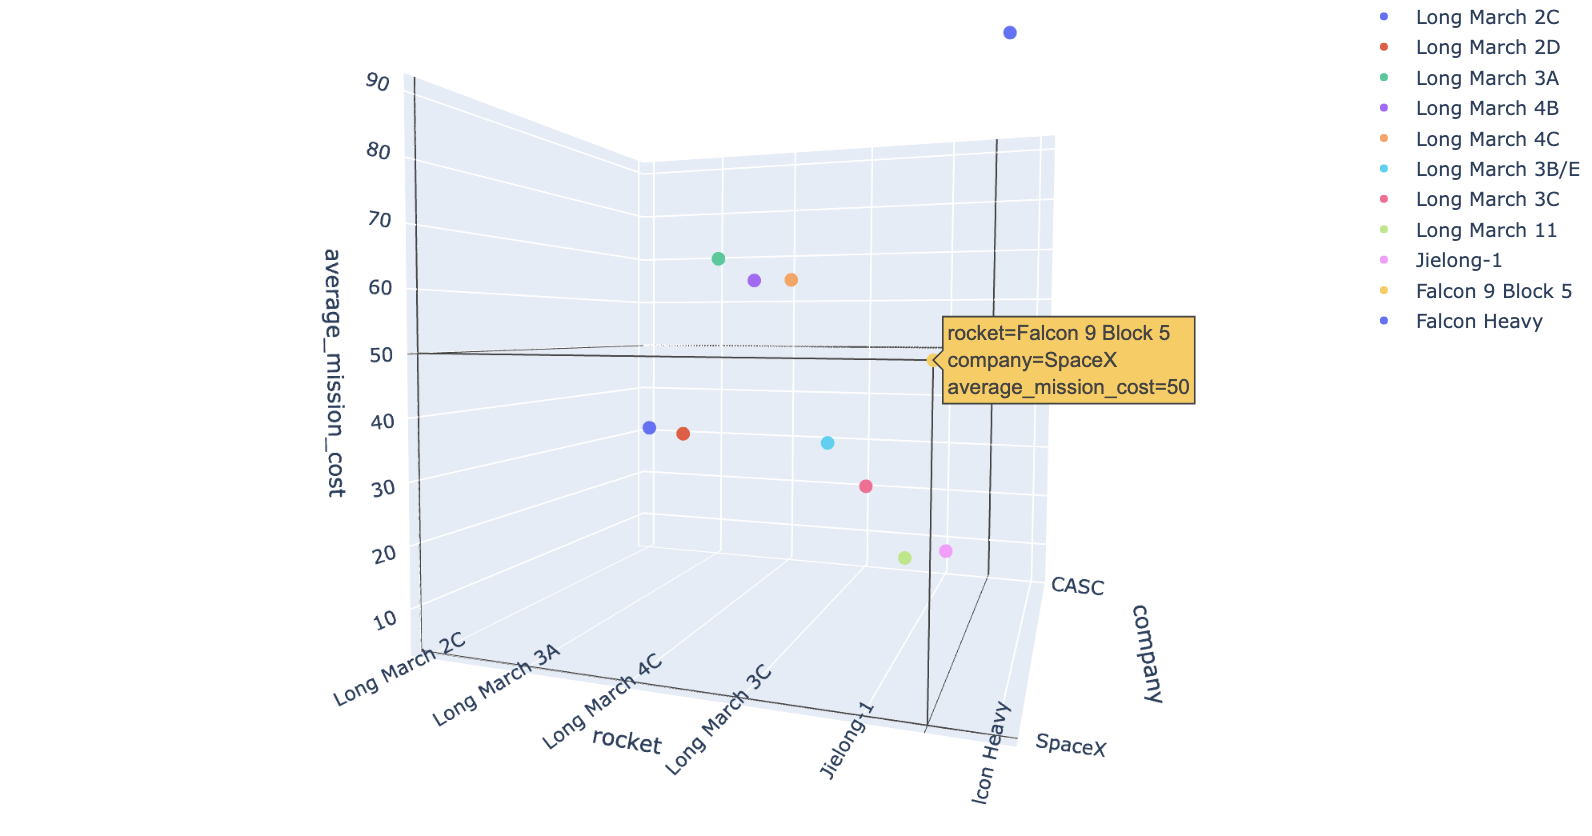 90
80
70
60
50
40
30
20
10
average_mission_cost
Long March 2C
Long March 3A
Long March 4C
Long March 3C
Jielong-1
lcon Heavy
rocket
CASC
SpaceX
company
rocket=Falcon 9 Block 5
company=SpaceX
average_mission_cost=50
Long March 2C
Long March 2D
Long March 3A
Long March 4B
Long March 4C
Long March 3B/E
Long March 3C
Long March 11
Jielong-1
Falcon 9 Block 5
Falcon Heavy